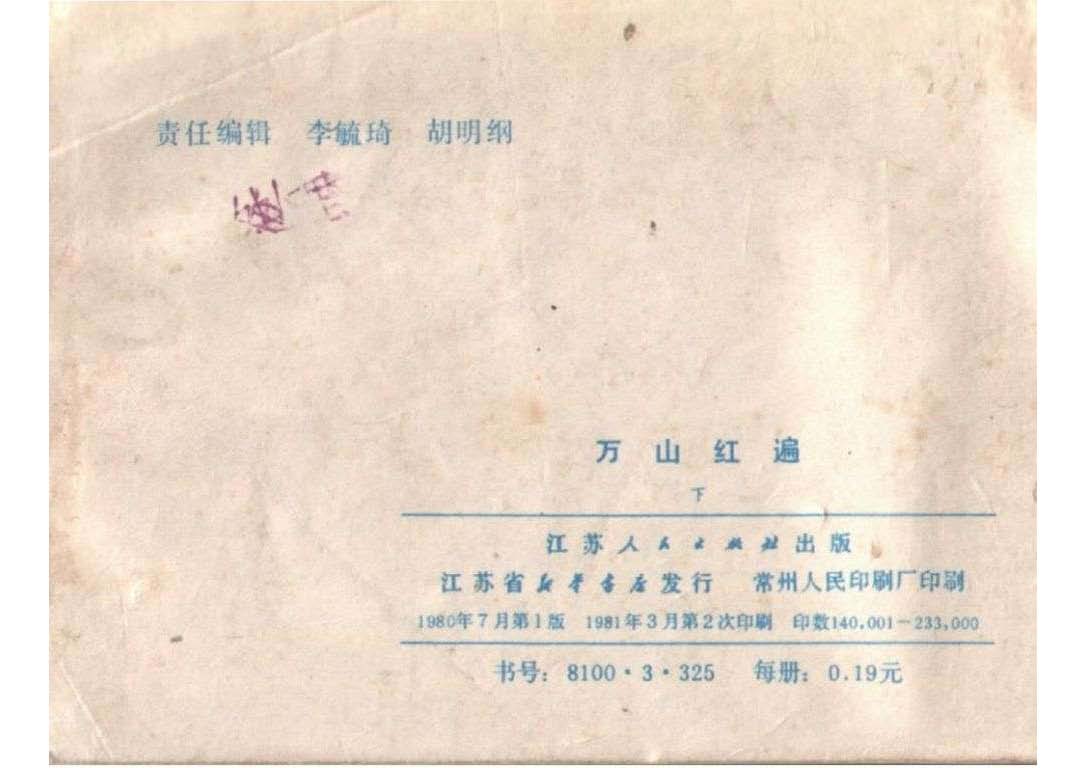 责任编辑 李毓琦 胡明纲
万山红遍
下
江苏人民出版社出版
江苏省新华书店发行 常州人民印刷厂印刷
1980年7月第1版 1981年3月第2次印刷 印数140,001—233,000
书号：8100·3·325 每册：0.19元